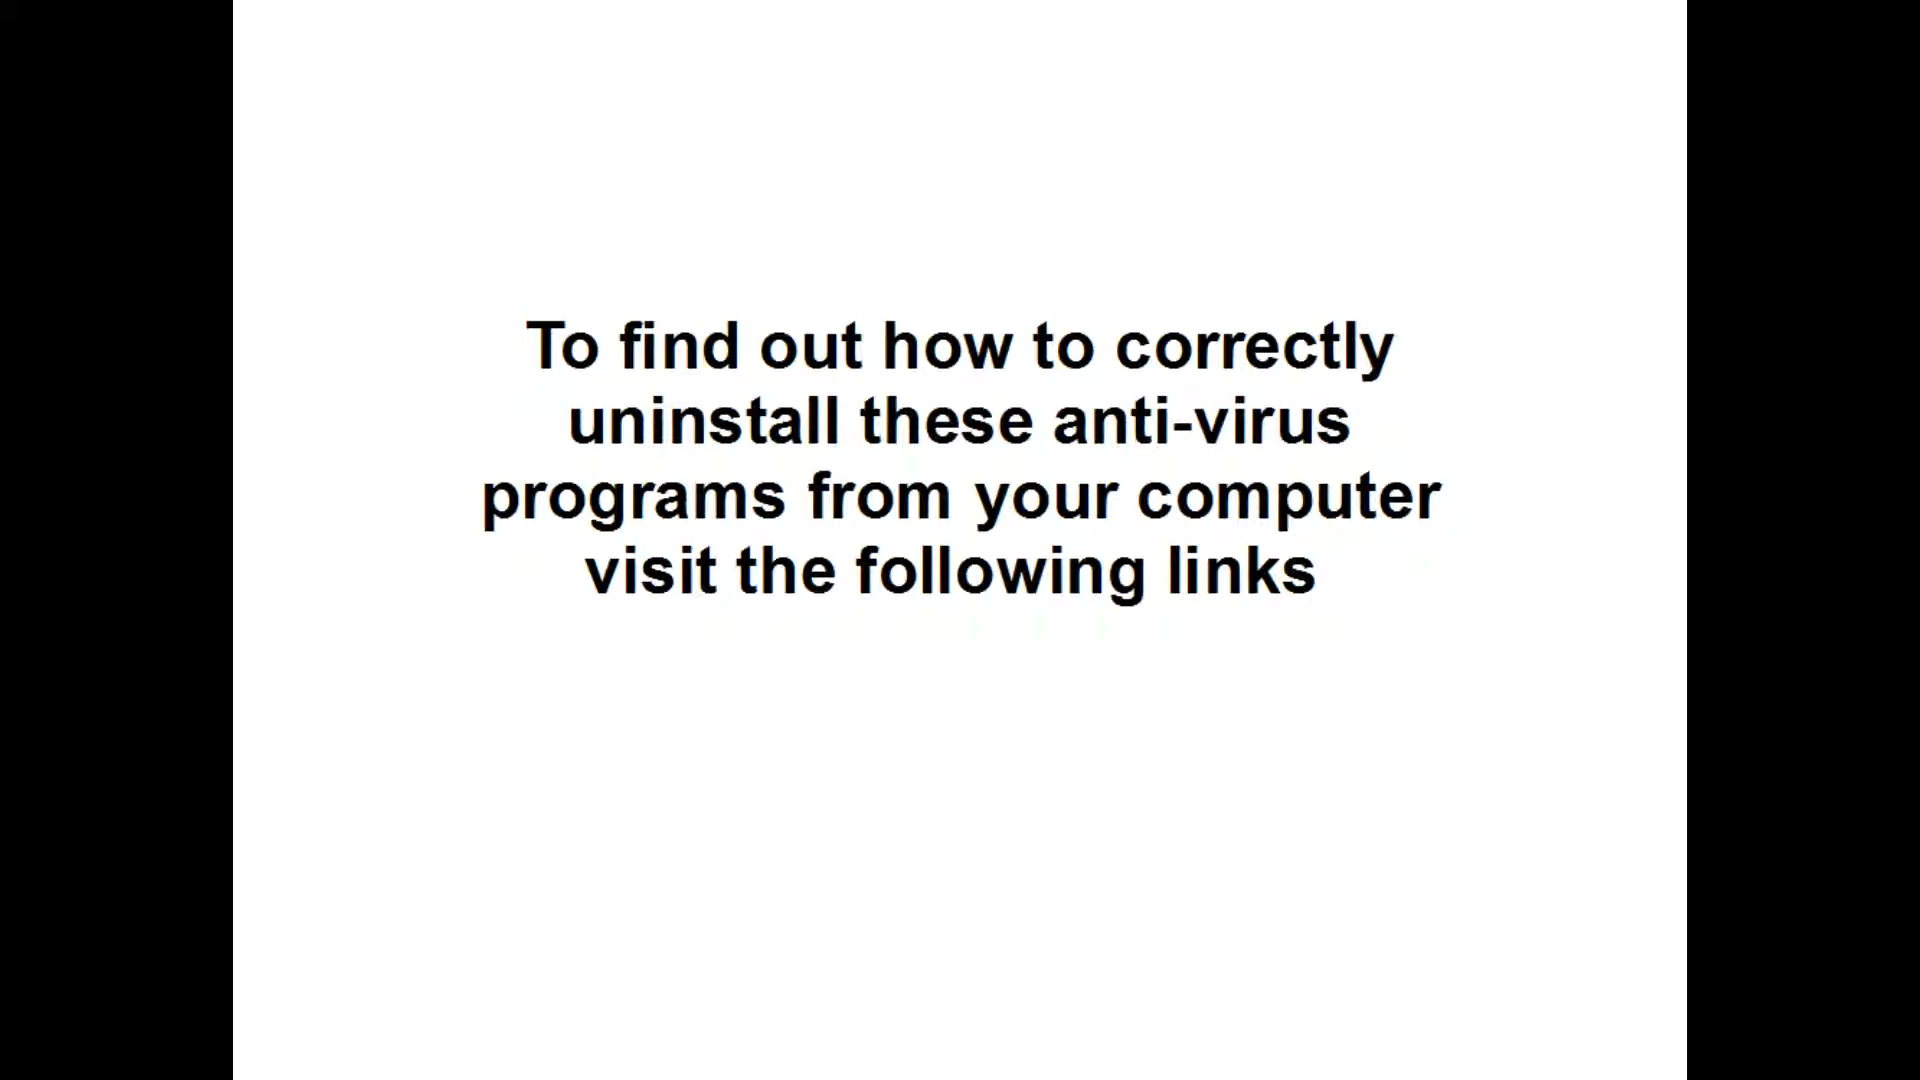 To find out how to correctly
uninstall these anti-virus
programs from your computer
visit the following links